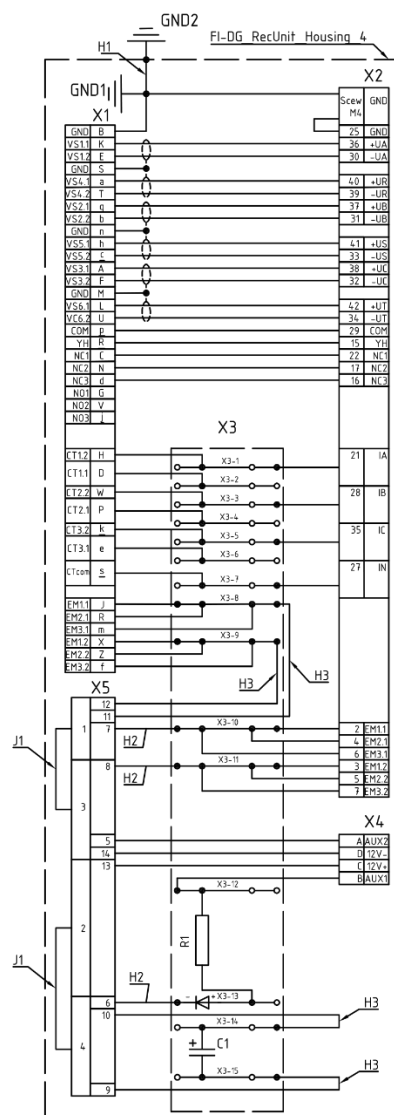 GND2
H1
FI-DG_RecUnit_Housing_4
GND1
X1
X2
Screw M4 GND
GND B
25 GND
VS1.1 K
36 +UA
VS1.2 E
30 -UA
GND S
VS4.1 a
40 +UR
VS4.2 T
39 -UR
VS2.1 q
37 +UB
VS2.2 b
31 -UB
GND n
VS5.1 h
41 +US
VS5.2 c
33 -US
VS3.1 A
38 +UC
VS3.2 F
32 -UC
GND M
VS6.1 L
42 +UT
VC6.2 U
34 -UT
COM p
29 COM
YH R
15 YH
NC1 C
22 NC1
NC2 N
17 NC2
NC3 d
16 NC3
NO1 G
NO2 V
NO3 j
X3
CT1.2 H
X3-1
21 IA
CT1.1 D
X3-2
CT2.2 W
X3-3
28 IB
CT2.1 P
X3-4
CT3.2 k
X3-5
35 IC
CT3.1 e
X3-6
CTcom s
X3-7
27 IN
EM1.1 J
X3-8
EM2.1 R
EM3.1 m
EM1.2 X
X3-9
EM2.2 Z
EM3.2 f
H3
H3
X5
12
11
J1
1
7
H2
X3-10
2 EM1.1
4 EM2.1
6 EM3.1
8
H2
X3-11
3 EM1.2
5 EM2.2
7 EM3.2
3
X4
5
A AUX2
14
D 12V-
13
C 12V+
B AUX1
X3-12
2
R1
J1
H2
6
- + X3-13
10
X3-14
H3
4
+ C1
X3-15
H3
9